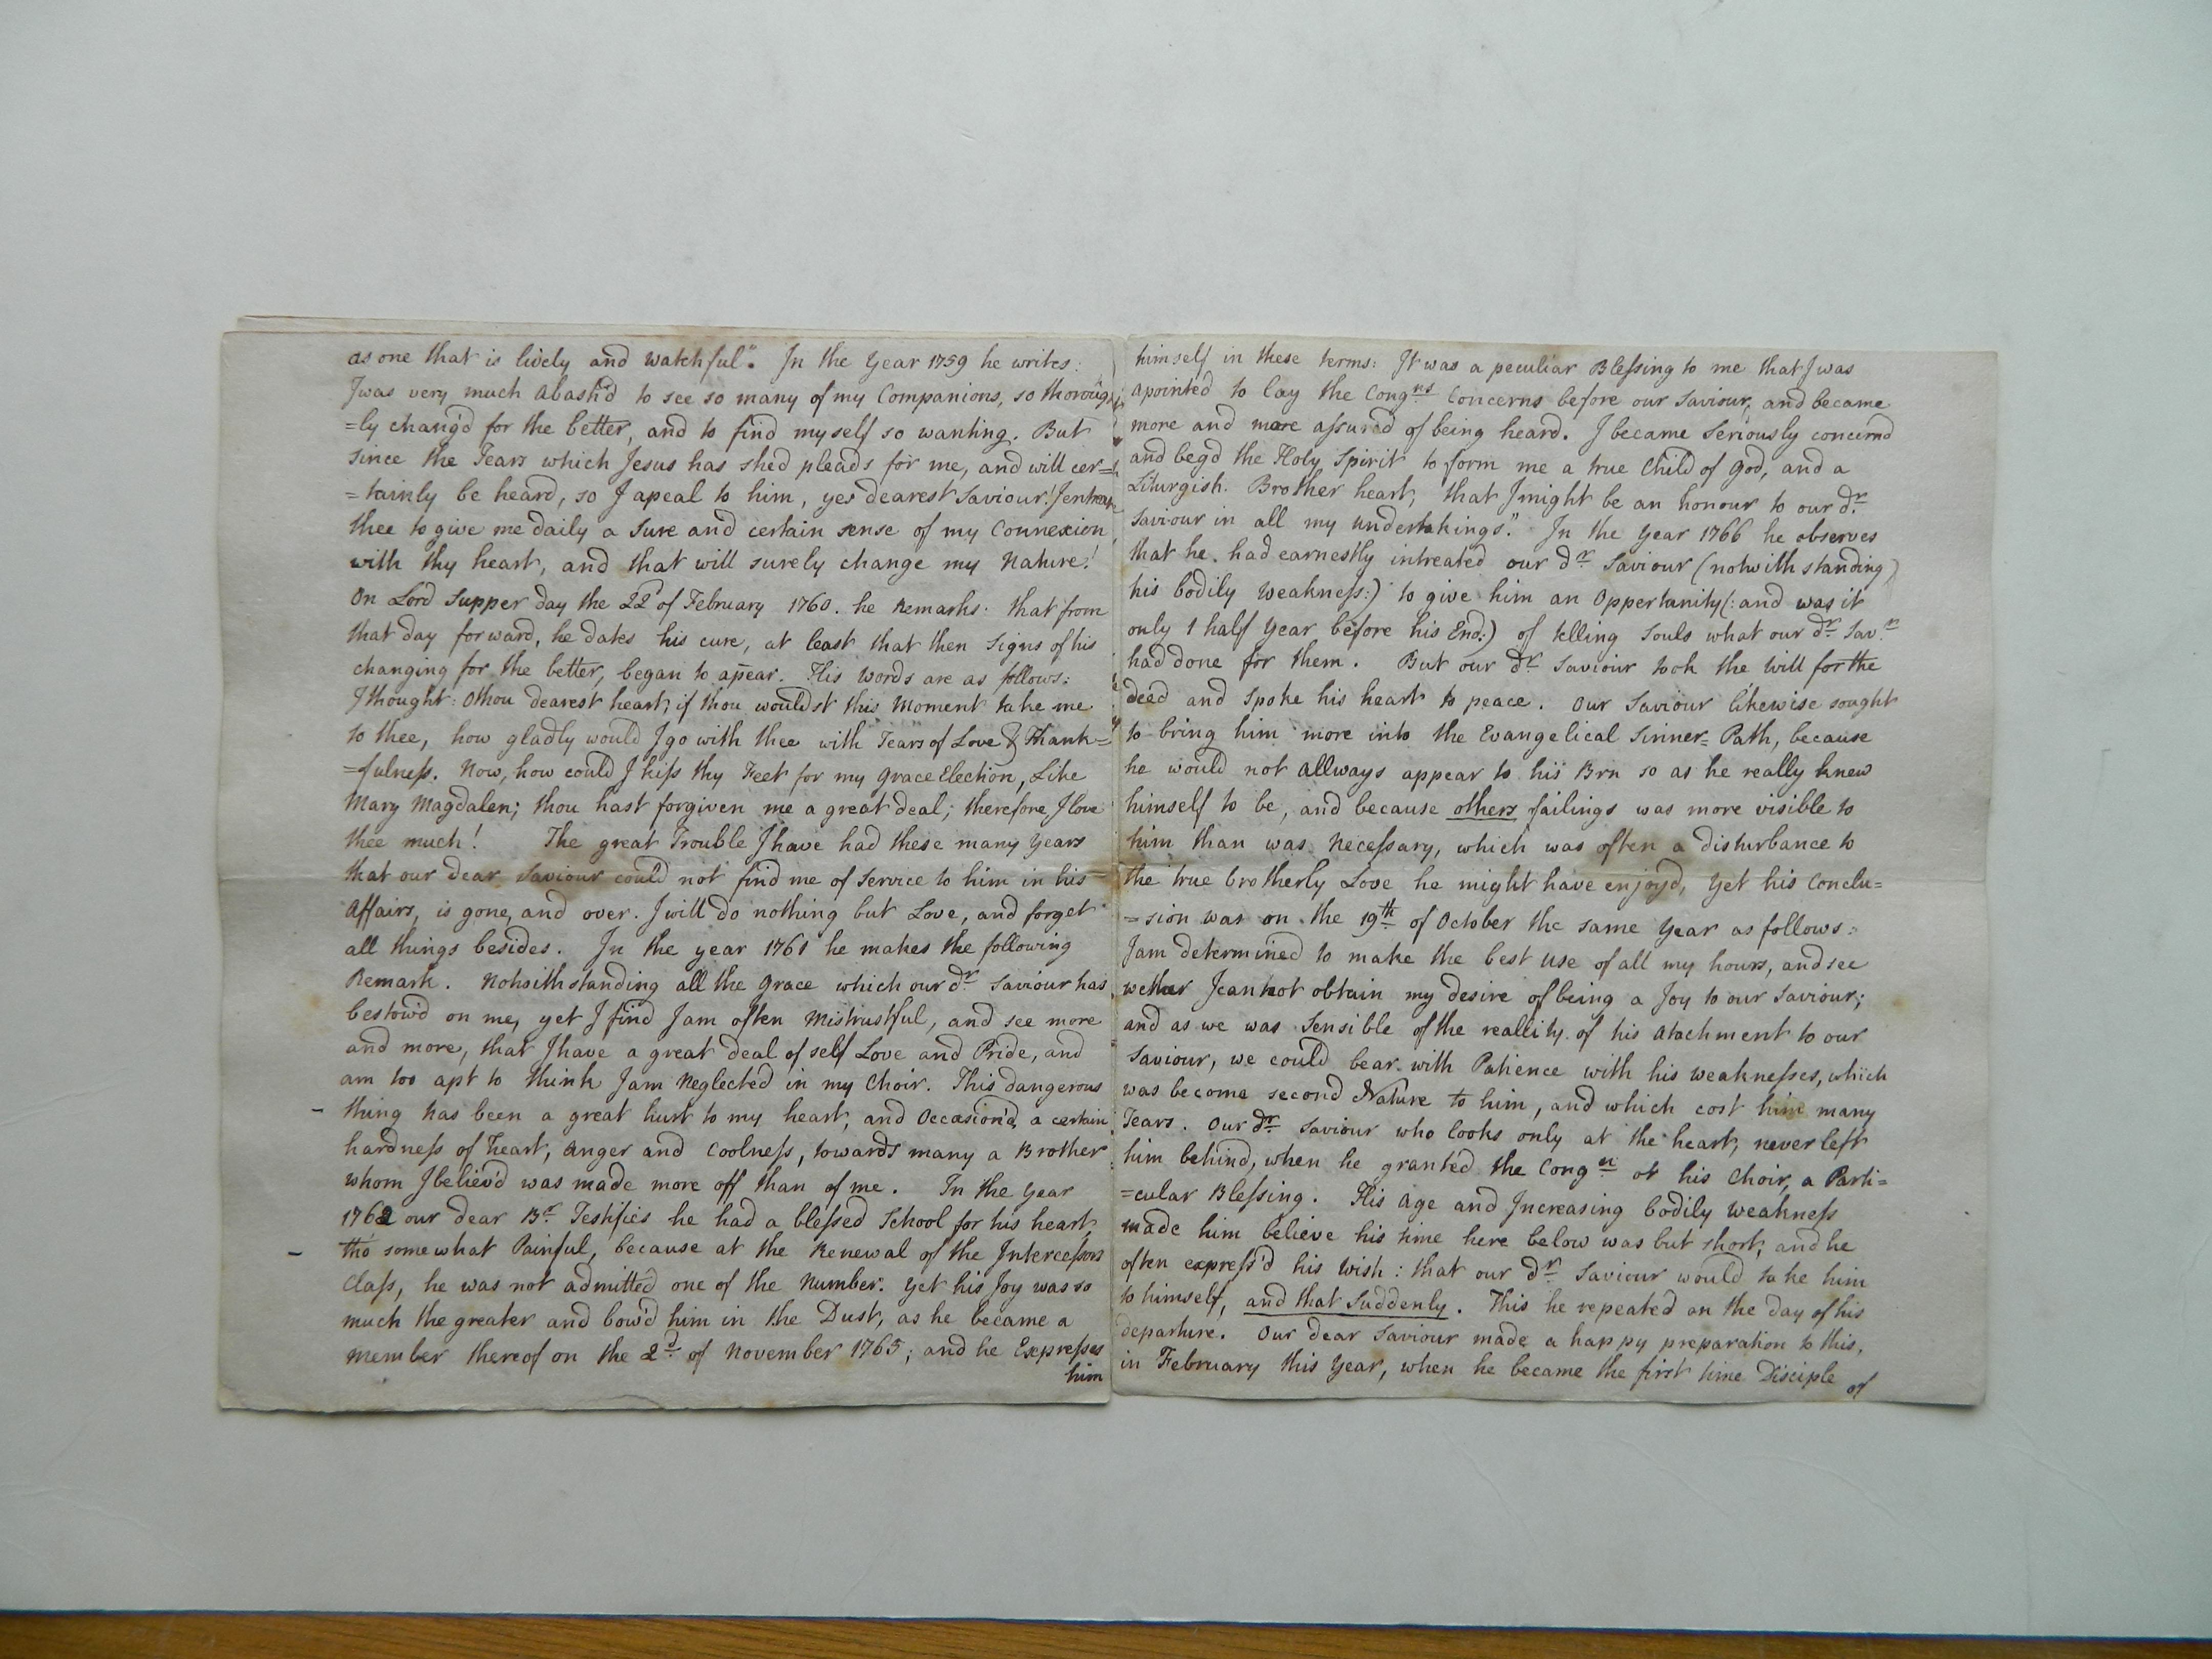 as one that is lively and watchful". In the Year 1759 he writes:
I was very much Abash'd to see so many of my Companions, so thorough
=ly chang'd for the better, and to find myself so wanting. But
since the Tears which Jesus has shed pleads for me, and will cer=
=tainly be heard, so I apeal to him, yes dearest Saviour! I entreat
thee to give me daily a Sure and certain sense of my Connexion
with thy heart, and that will surely change my Nature!
On Lord Supper day the 22d of February 1760. he Remarks: that from
that day forward, he dates his cure, at least that then Signs of his
changing for the better, began to apear. His words are as follows:
I thought: O thou dearest heart, if thou wouldst this Moment take me
to thee, how gladly would I go with thee with Tears of Love & Thank=
=fulneſs. Now, how could I kiſs thy Feet for my Grace Election, Like
Mary Magdalen; thou hast forgiven me a great deal; therefore I love
thee much! The great Trouble I have had these many Years
that our dear Saviour could not find me of Service to him in his
Affairs, is gone, and over. I will do nothing but Love, and forget
all things besides. In the year 1761 he makes the following
Remark. Nohsithstanding all the Grace which our dr. Saviour has
bestow'd on me, yet I find I am often Mistrustful, and see more
and more, that I have a great deal of self Love and Pride, and
am too apt to think I am Neglected in my Choir. This dangerous
thing has been a great hurt to my heart, and Occasion'd a certain
hardneſs of heart, Anger and Coolneſs, towards many a Brother
whom I believ'd was made more off than of me. In the Year
1762 our dear Br. Testifies he had a bleſsed School for his heart
tho' somewhat Painful, because at the Renewal of the Interceſsors
Claſs, he was not admitted one of the Number. Yet his Joy was so
much the greater and bow'd him in the Dust, as he became a
Member thereof on the 2d. of November 1765; and he Expreſses
him
himself in these terms: It was a peculiar Bleſsing to me that I was
apointed to lay the Congns. Concerns before our Saviour, and became
more and more aſsured of being heard. I became Seriously concernd
and beg'd the Holy Spirit to form me a true Child of God, and a
Liturgish. Brother heart, that I might be an honour to our dr.
Saviour in all my undertakings". In the Year 1766 he observes
that he had earnestly intreated our dr. Saviour (notwithstanding
his bodily Weakneſs:) to give him an Oppertunity (: and was it
only 1 half Year before his End:) of telling Souls what our dr. Savr.
had done for them. But our dr. Saviour took the Will for the
deed and Spoke his heart to peace. Our Saviour likewise sought
to bring him more into the Evangelical Sinner=Path, because
he would not allways appear to his Brn so as he really knew
himself to be, and because others failings was more visible to
him than was Neceſsary, which was often a disturbance to
the true brotherly Love he might have enjoyd, Yet his Conclu=
=sion was on the 19th of October the same Year as follows:
I am determined to make the best use of all my hours, and see
wether I cannot obtain my desire of being a Joy to our Saviour;
and as we was Sensible of the reallity of his Atachment to our
Saviour, we could bear with Patience with his Weakneſses, which
was become second Nature to him, and which cost him many
Tears. Our dr. Saviour who looks only at the heart, never left
him behind, when he granted the Congn. or his Choir, a Parti=
=cular Bleſsing. His Age and Increasing bodily weakneſs
made him believe his time here below was but short, and he
often expreſs'd his Wish: that our dr. Saviour would take him
to himself, and that Suddenly. This he repeated on the day of his
departure. Our dear Saviour made a happy preparation to this,
in February this Year, when he became the first time Disciple
of